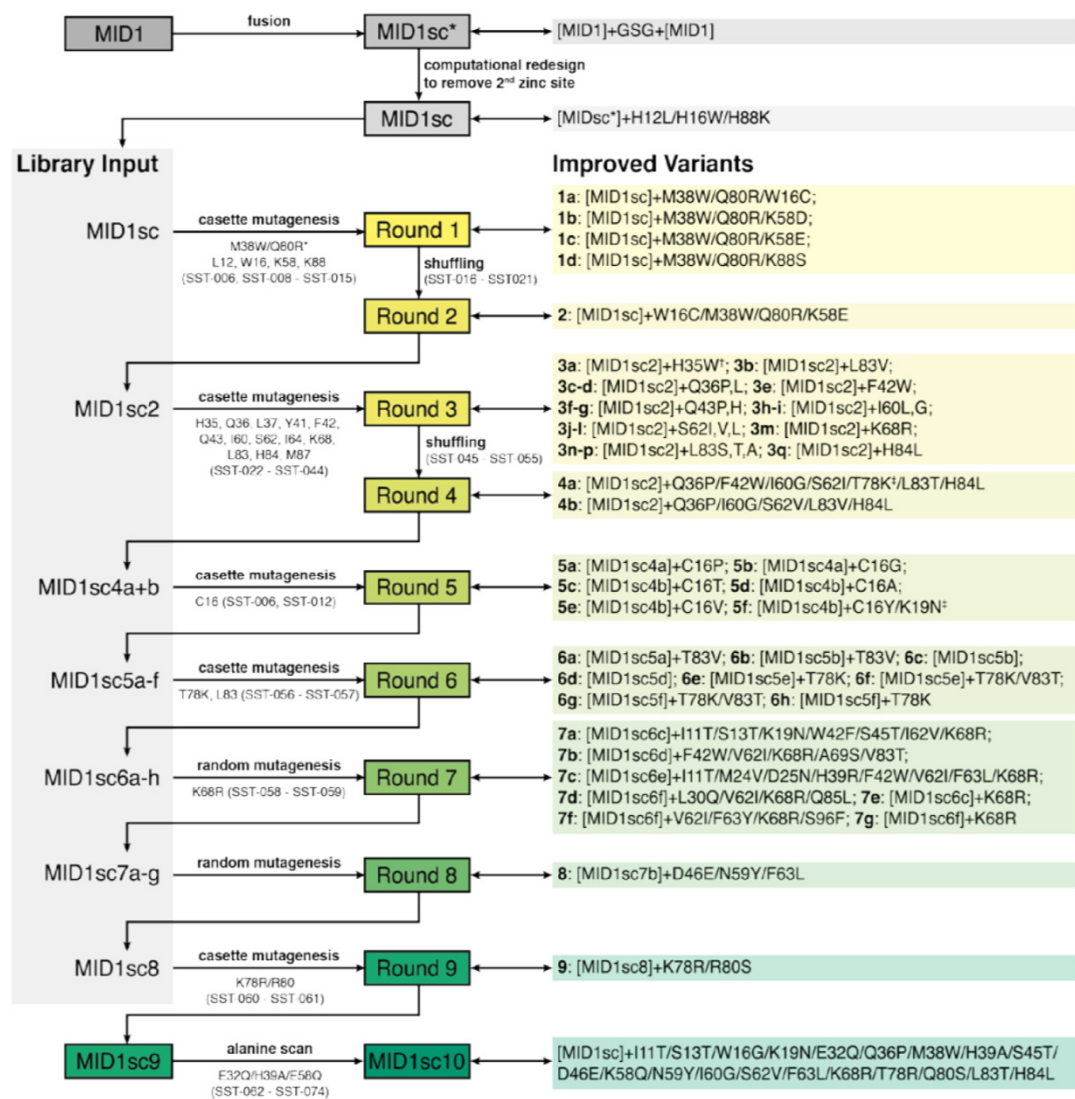 MID1
fusion
MID1sc*
[MID1]+GSG+[MID1]
computational redesign
to remove 2nd zinc site
MID1sc
[MIDsc*]+H12L/H16W/H88K
Library Input
Improved Variants
MID1sc
casette mutagenesis
M38W/Q80R*
L12, W16, K58, K88
(SST-006, SST-008 - SST-015)
Round 1
1a: [MID1sc]+M38W/Q80R/W16C;
1b: [MID1sc]+M38W/Q80R/K58D;
1c: [MID1sc]+M38W/Q80R/K58E;
1d: [MID1sc]+M38W/Q80R/K88S
shuffling
(SST-016 - SST021)
Round 2
2: [MID1sc]+W16C/M38W/Q80R/K58E
MID1sc2
casette mutagenesis
H35, Q36, L37, Y41, F42,
Q43, I60, S62, I64, K68,
L83, H84, M87
(SST-022 - SST-044)
Round 3
3a: [MID1sc2]+H35W†; 3b: [MID1sc2]+L83V;
3c-d: [MID1sc2]+Q36P,L; 3e: [MID1sc2]+F42W;
3f-g: [MID1sc2]+Q43P,H; 3h-i: [MID1sc2]+I60L,G;
3j-l: [MID1sc2]+S62I,V,L; 3m: [MID1sc2]+K68R;
3n-p: [MID1sc2]+L83S,T,A; 3q: [MID1sc2]+H84L
shuffling
(SST-045 - SST-055)
Round 4
4a: [MID1sc2]+Q36P/F42W/I60G/S62I/T78K‡/L83T/H84L
4b: [MID1sc2]+Q36P/I60G/S62V/L83V/H84L
MID1sc4a+b
casette mutagenesis
C16 (SST-006, SST-012)
Round 5
5a: [MID1sc4a]+C16P; 5b: [MID1sc4a]+C16G;
5c: [MID1sc4b]+C16T; 5d: [MID1sc4b]+C16A;
5e: [MID1sc4b]+C16V; 5f: [MID1sc4b]+C16Y/K19N‡
MID1sc5a-f
casette mutagenesis
T78K, L83 (SST-056 - SST-057)
Round 6
6a: [MID1sc5a]+T83V; 6b: [MID1sc5b]+T83V; 6c: [MID1sc5b];
6d: [MID1sc5d]; 6e: [MID1sc5e]+T78K; 6f: [MID1sc5e]+T78K/V83T;
6g: [MID1sc5f]+T78K/V83T; 6h: [MID1sc5f]+T78K
MID1sc6a-h
random mutagenesis
K68R (SST-058 - SST-059)
Round 7
7a: [MID1sc6c]+I11T/S13T/K19N/W42F/S45T/I62V/K68R;
7b: [MID1sc6d]+F42W/V62I/K68R/A69S/V83T;
7c: [MID1sc6e]+I11T/M24V/D25N/H39R/F42W/V62I/F63L/K68R;
7d: [MID1sc6f]+L30Q/V62I/K68R/Q85L; 7e: [MID1sc6c]+K68R;
7f: [MID1sc6f]+V62I/F63Y/K68R/S96F; 7g: [MID1sc6f]+K68R
MID1sc7a-g
random mutagenesis
Round 8
8: [MID1sc7b]+D46E/N59Y/F63L
MID1sc8
casette mutagenesis
K78R/R80
(SST-060 - SST-061)
Round 9
9: [MID1sc8]+K78R/R80S
MID1sc9
alanine scan
E32Q/H39A/E58Q
(SST-062 - SST-074)
MID1sc10
[MID1sc]+I11T/S13T/W16G/K19N/E32Q/Q36P/M38W/H39A/S45T/
D46E/K58Q/N59Y/I60G/S62V/F63L/K68R/T78R/Q80S/L83T/H84L